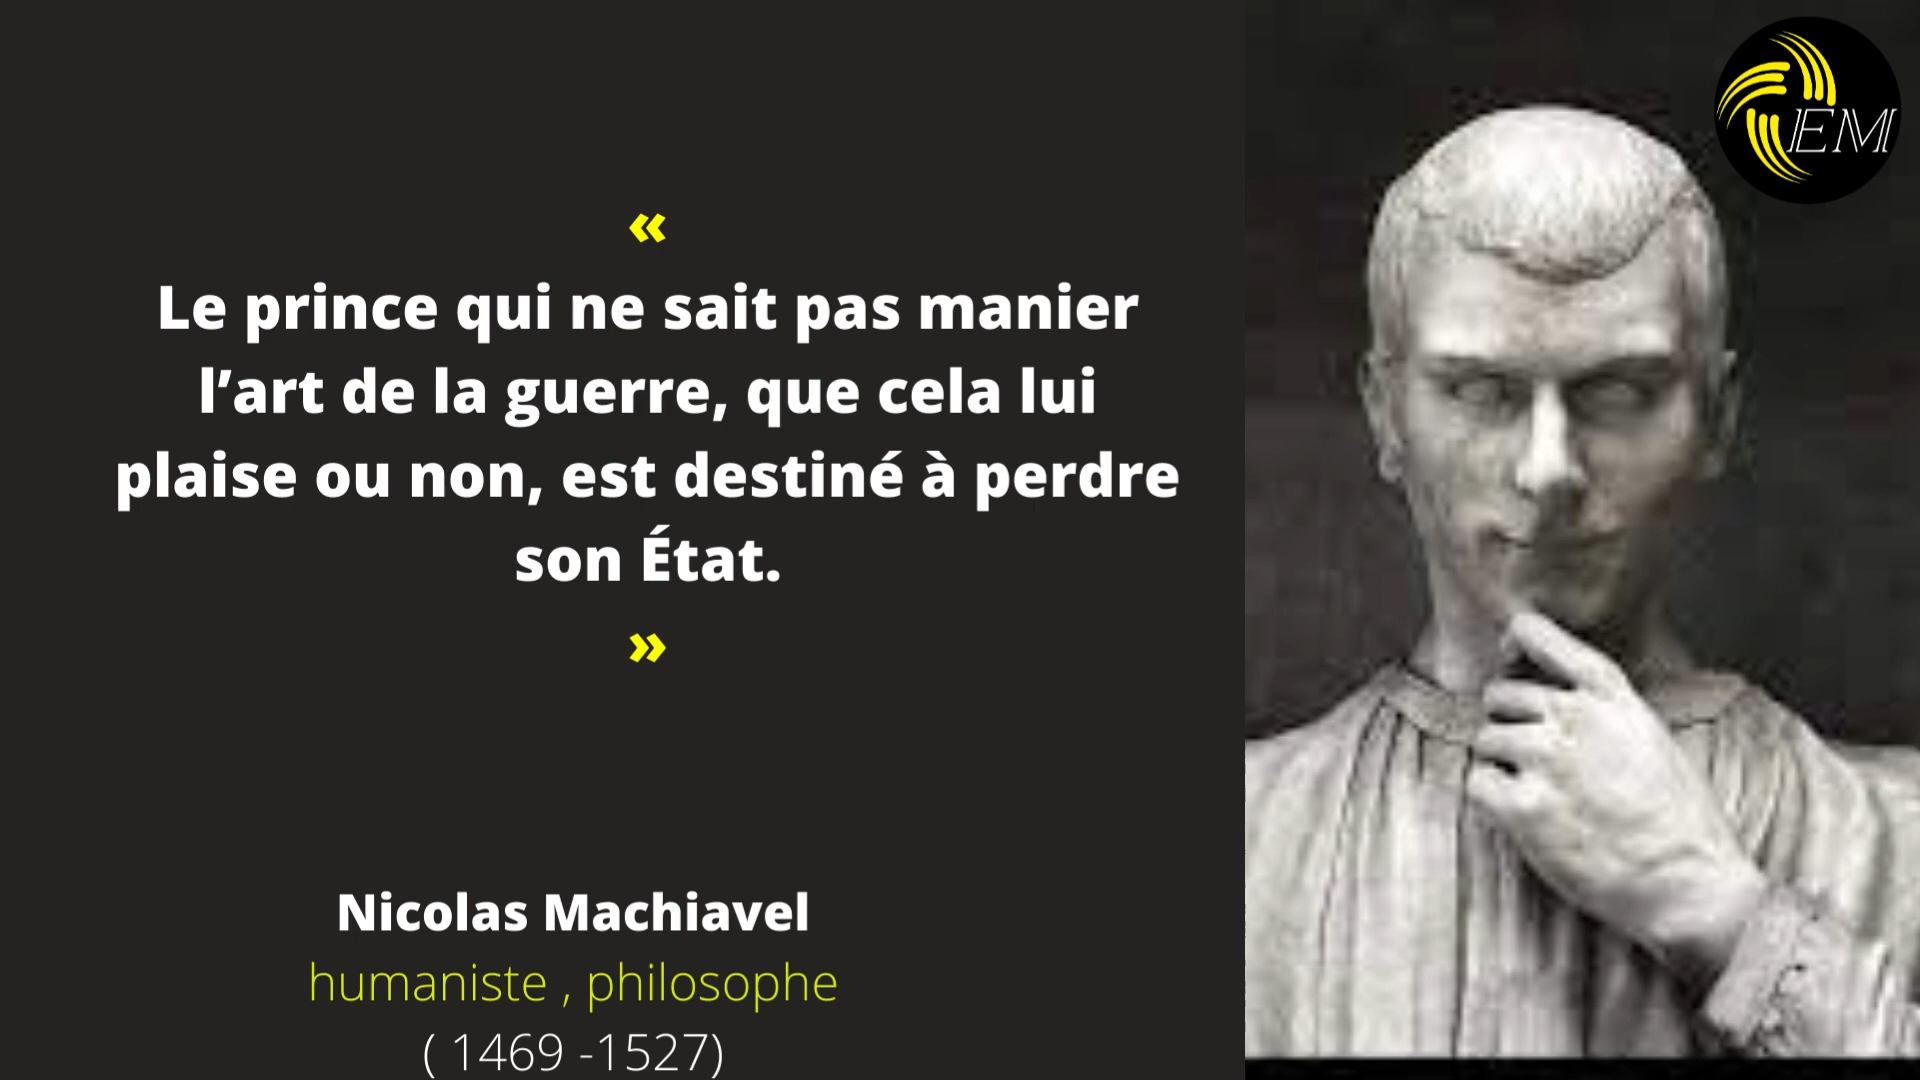 EM
«
Le prince qui ne sait pas manier
l’art de la guerre, que cela lui
plaise ou non, est destiné à perdre
son État.
»
Nicolas Machiavel
humaniste , philosophe
( 1469 -1527)